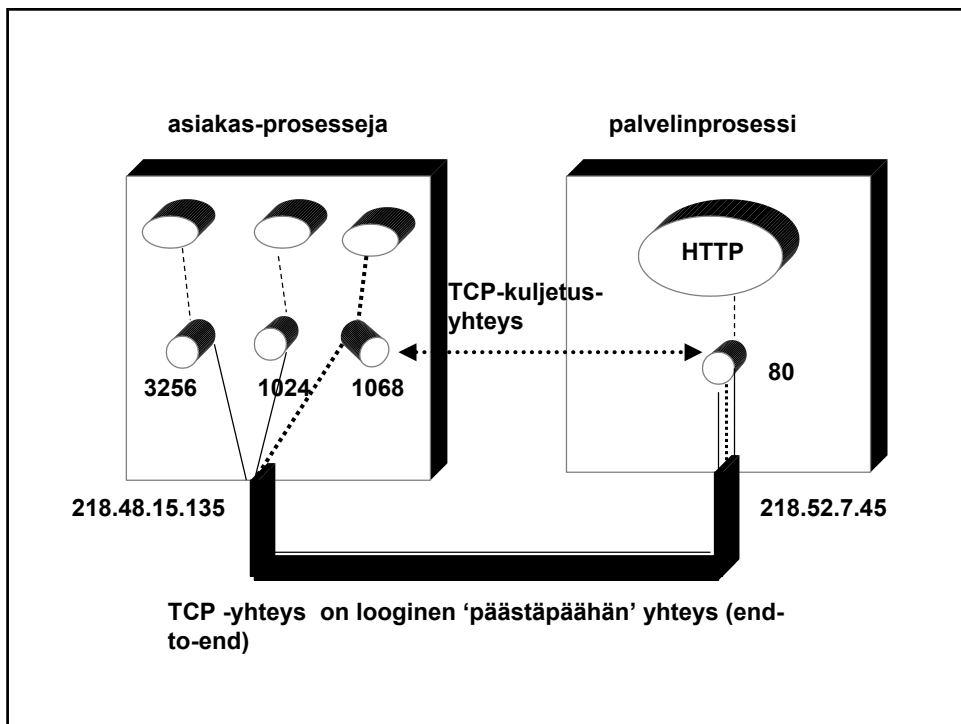 asiakas-prosesseja
palvelinprosessi
HTTP
TCP-kuljetus-
yhteys
3256
1024
1068
80
218.48.15.135
218.52.7.45
TCP -yhteys on looginen ‘päästäpäähän’ yhteys (end-
to-end)